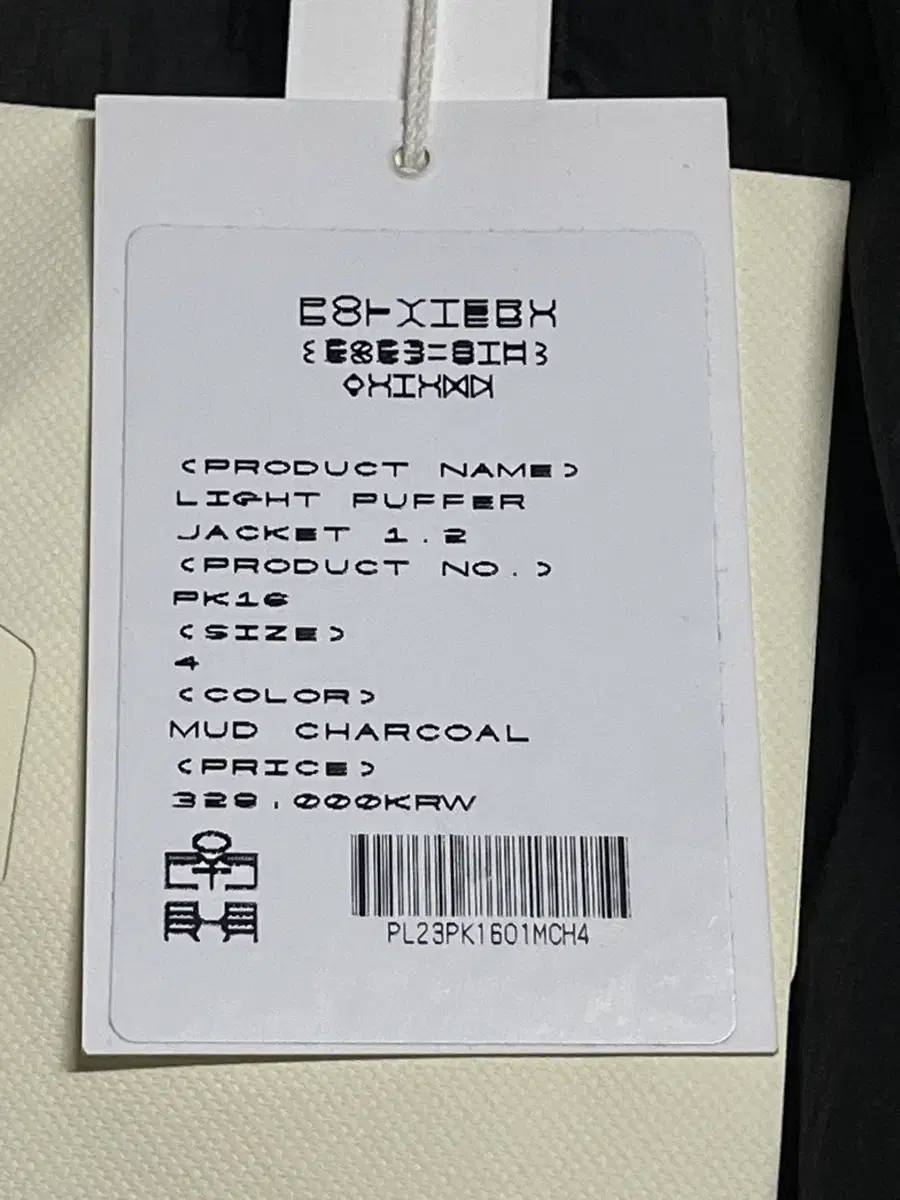 <PRODUCT NAME>
LIGHT PUFFER
JACKET 1.2
<PRODUCT NO.>
PK16
<SIZE>
4
<COLOR>
MUD CHARCOAL
<PRICE>
329,000KRW
PL23PK1601MCH4